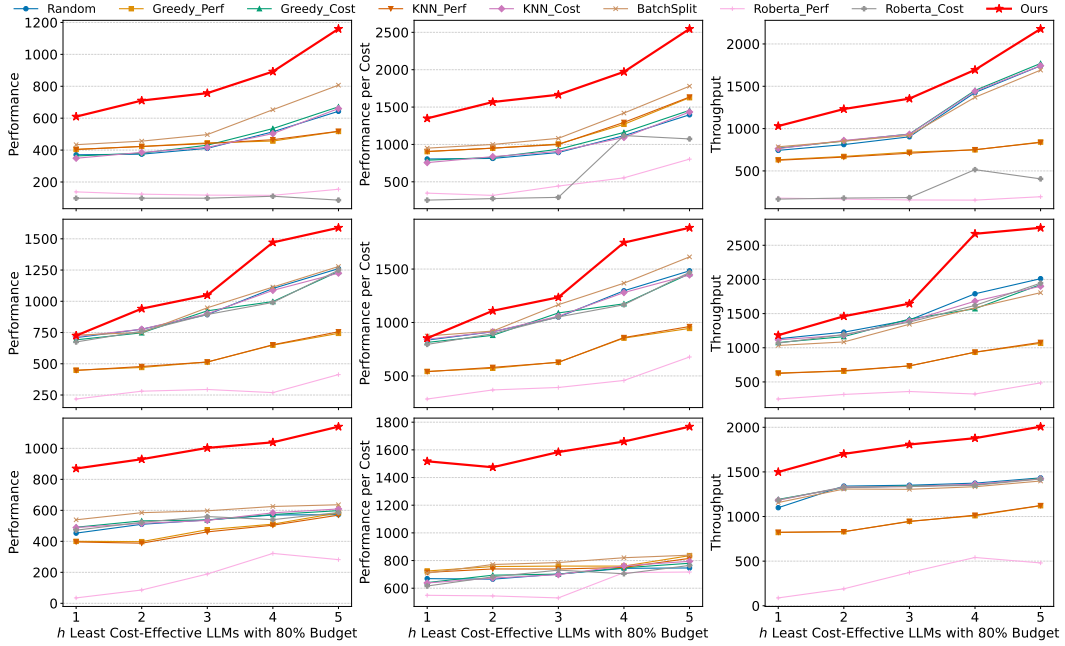 Random Greedy_Perf Greedy_Cost KNN_Perf KNN_Cost BatchSplit Roberta_Perf Roberta_Cost Ours
1200
1000
800
600
400
200
Performance
2500
2000
1500
1000
500
Performance per Cost
2000
1500
1000
500
Throughput
1500
1250
1000
750
500
250
Performance
1500
1000
500
Performance per Cost
2500
2000
1500
1000
500
Throughput
1000
800
600
400
200
0
Performance
1 2 3 4 5
h Least Cost-Effective LLMs with 80% Budget
1800
1600
1400
1200
1000
800
600
Performance per Cost
1 2 3 4 5
h Least Cost-Effective LLMs with 80% Budget
2000
1500
1000
500
0
Throughput
1 2 3 4 5
h Least Cost-Effective LLMs with 80% Budget